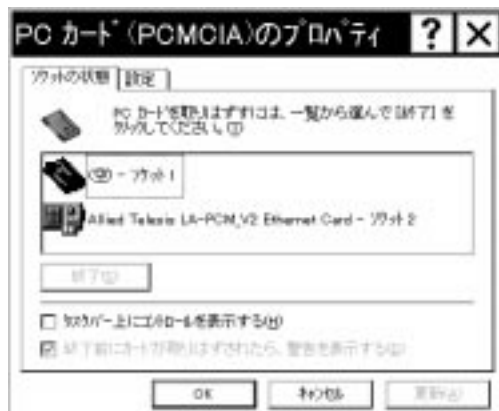 PC カード (PCMCIA)のプロパティ ? ×
ソケットの状態 設定
PC カードを取りはずすには、一覧から選んで [終了] を
クリックしてください。(I)
(空) - ソケット 1
Allied Telesis LA-PCM_V2 Ethernet Card - ソケット 2
終了(S)
タスクバー上にコントロールを表示する(H)
終了前にカードが取りはずされたら、警告を表示する(D)
OK キャンセル 更新(A)